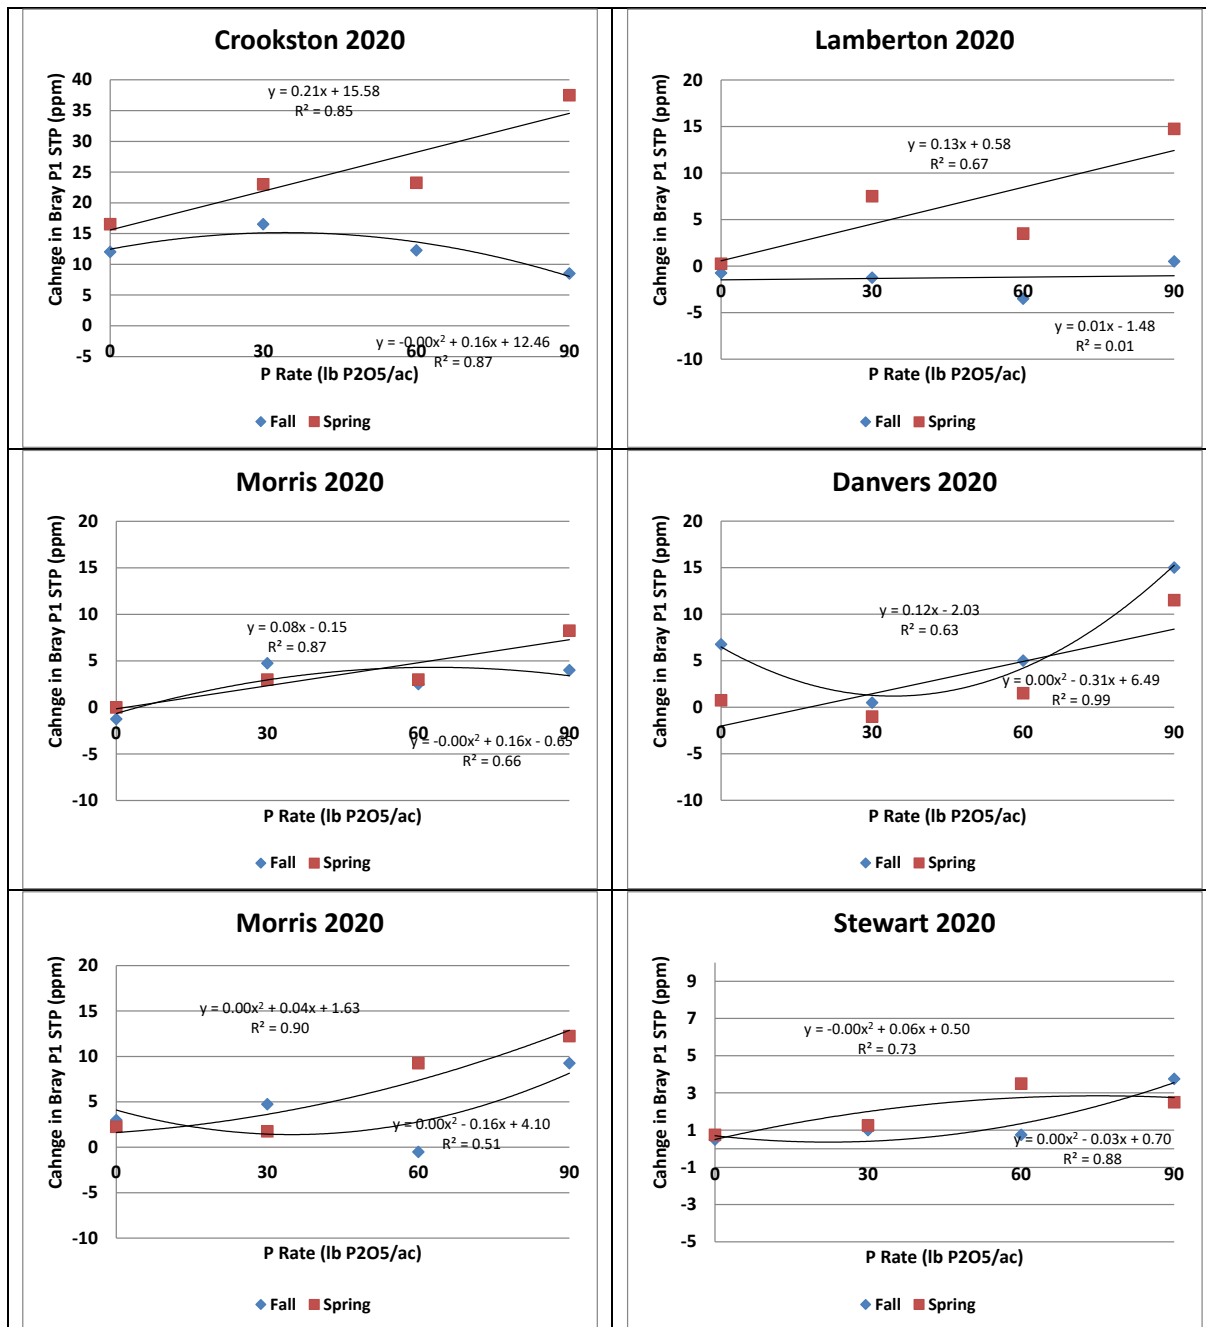 Crookston 2020
Cahnge in Bray P1 STP (ppm)
40
35
30
25
20
15
10
5
0
-5
y = 0.21x + 15.58
R² = 0.85
y = -0.00x² + 0.16x + 12.46
R² = 0.87
0 30 60 90
P Rate (lb P2O5/ac)
Fall Spring
Lamberton 2020
Cahnge in Bray P1 STP (ppm)
20
15
10
5
0
-5
-10
y = 0.13x + 0.58
R² = 0.67
y = 0.01x - 1.48
R² = 0.01
0 30 60 90
P Rate (lb P2O5/ac)
Fall Spring
Morris 2020
Cahnge in Bray P1 STP (ppm)
20
15
10
5
0
-5
-10
y = 0.08x - 0.15
R² = 0.87
y = -0.00x² + 0.16x - 0.65
R² = 0.66
0 30 60 90
P Rate (lb P2O5/ac)
Fall Spring
Danvers 2020
Cahnge in Bray P1 STP (ppm)
20
15
10
5
0
-5
-10
y = 0.12x - 2.03
R² = 0.63
y = 0.00x² - 0.31x + 6.49
R² = 0.99
0 30 60 90
P Rate (lb P2O5/ac)
Fall Spring
Morris 2020
Cahnge in Bray P1 STP (ppm)
20
15
10
5
0
-5
-10
y = 0.00x² + 0.04x + 1.63
R² = 0.90
y = 0.00x² - 0.16x + 4.10
R² = 0.51
0 30 60 90
P Rate (lb P2O5/ac)
Fall Spring
Stewart 2020
Cahnge in Bray P1 STP (ppm)
9
7
5
3
1
-1
-3
-5
y = -0.00x² + 0.06x + 0.50
R² = 0.73
y = 0.00x² - 0.03x + 0.70
R² = 0.88
0 30 60 90
P Rate (lb P2O5/ac)
Fall Spring